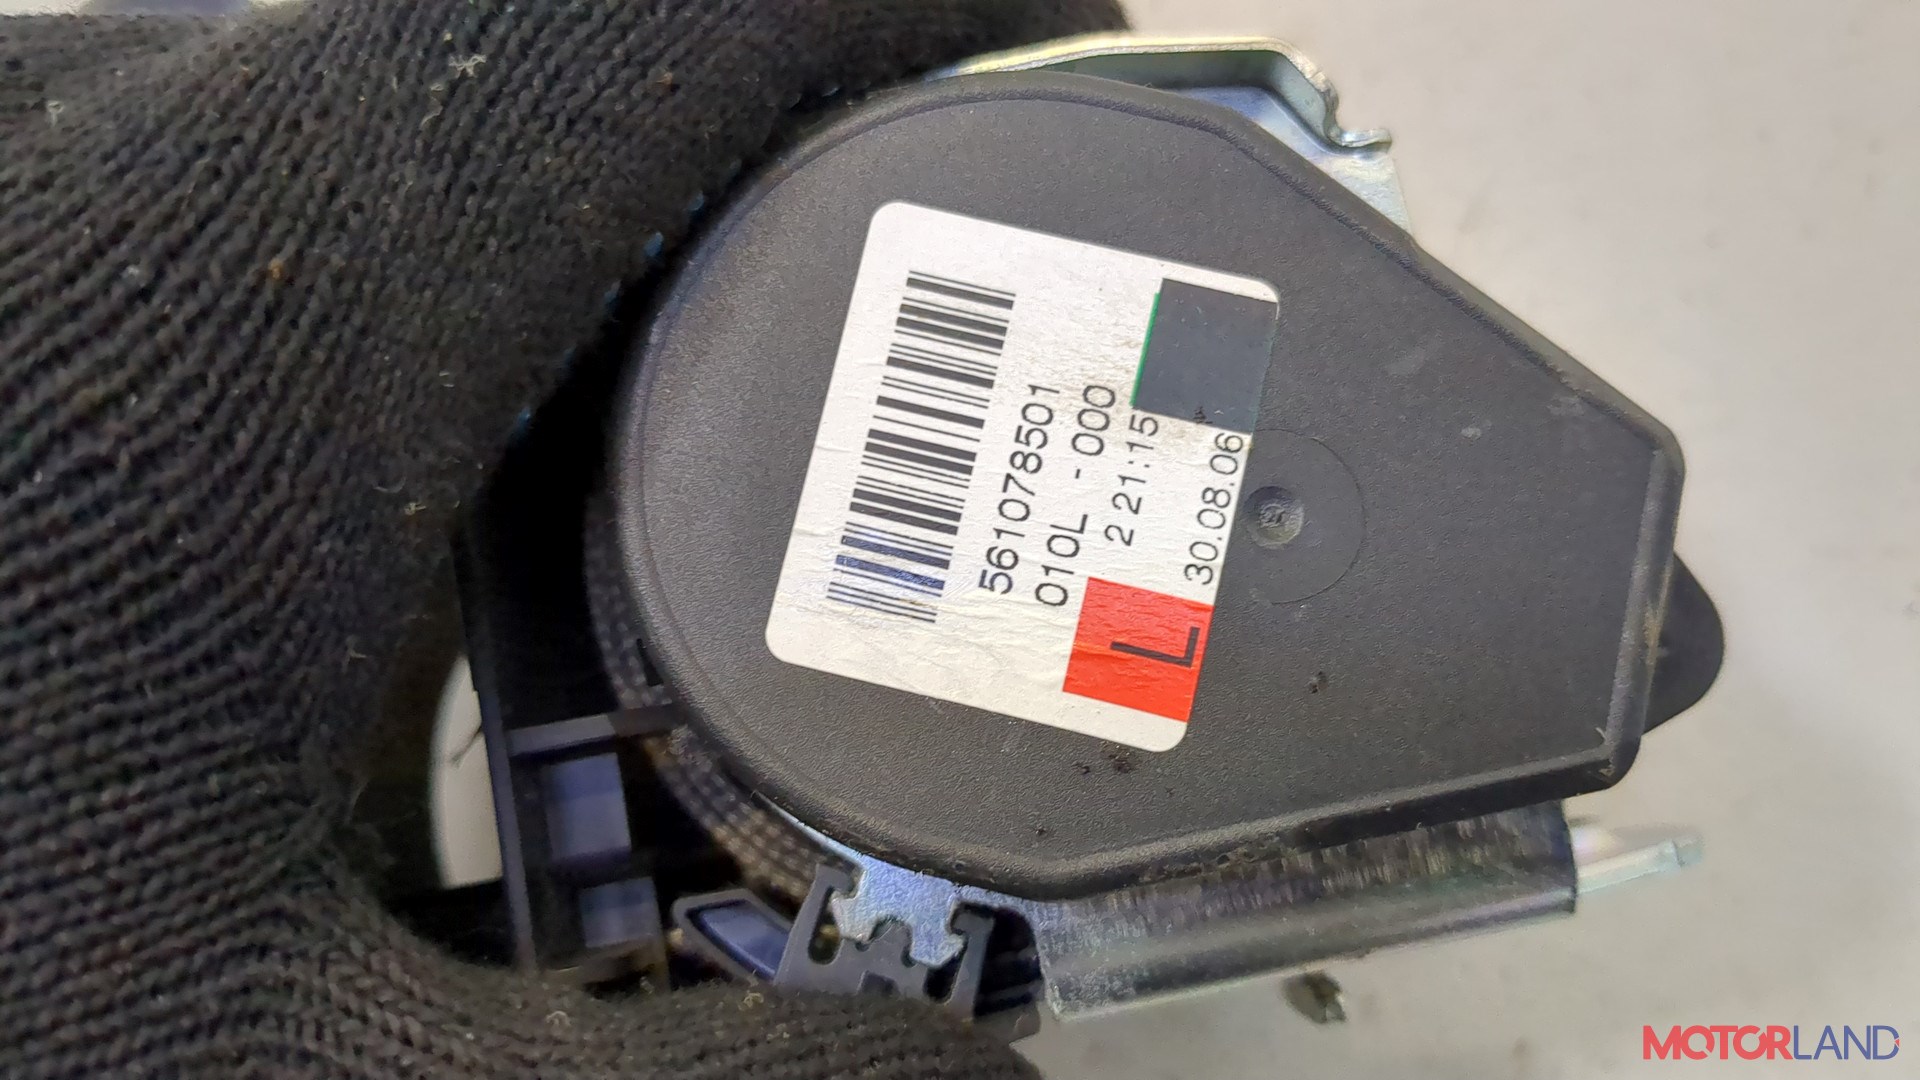 561078501
010L - 000
2 21:15
30.08.06
L
MOTORLAND